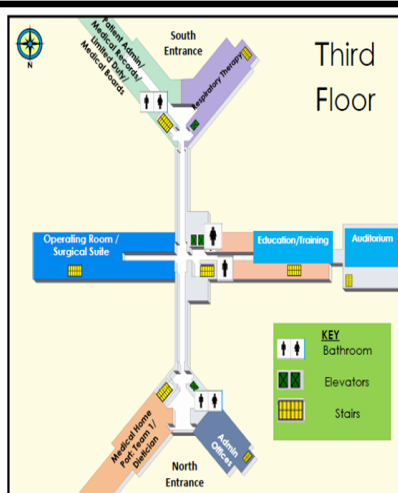 South
Entrance
Third
Floor
Patient Admin/
Medical Records/
Limited Duty/
Medical Boards
Respiratory Therapy
N
Operating Room /
Surgical Suite
Education/Training
Auditorium
KEY
Bathroom
Elevators
Stairs
Medical Home
Port: Team 1/
Dietician
Admin
Offices
North
Entrance